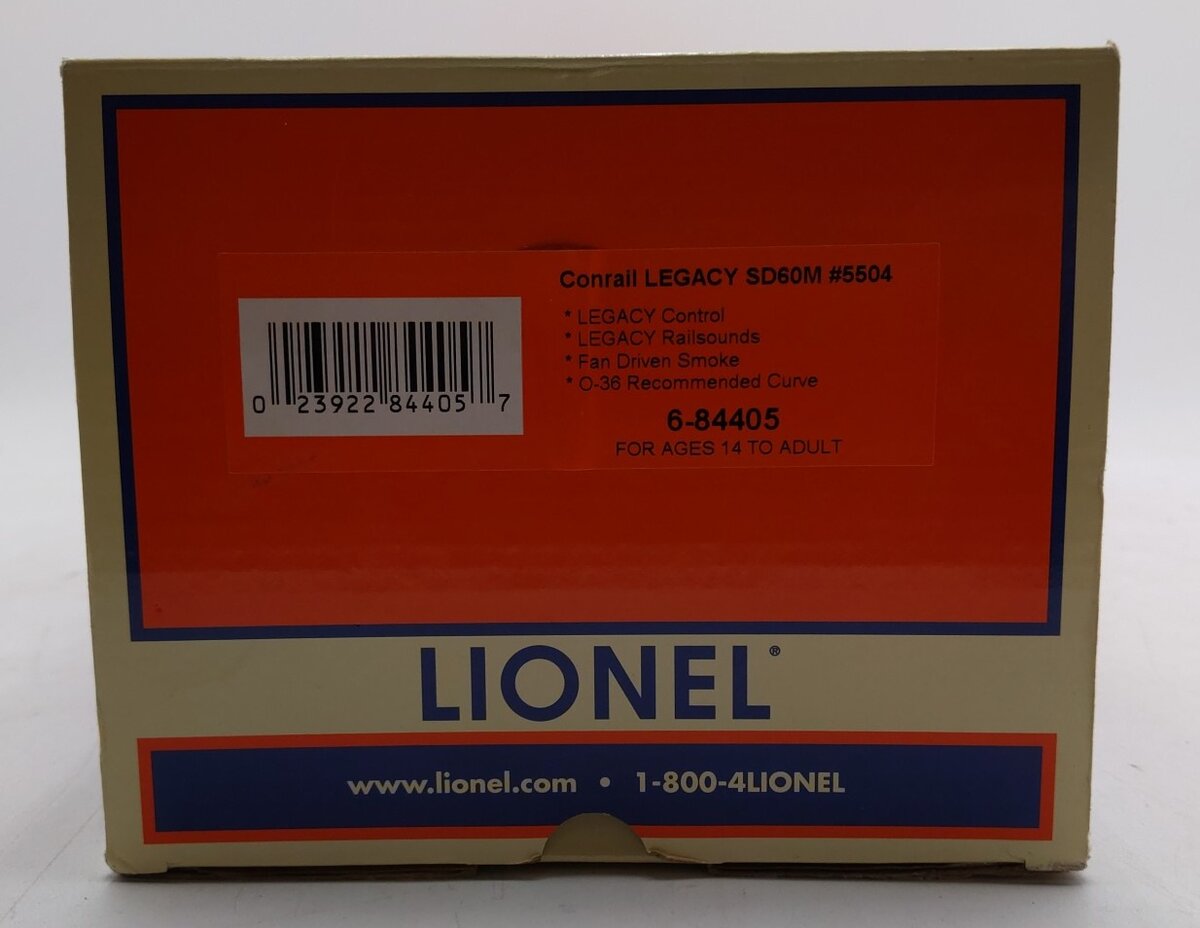 Conrail LEGACY SD60M #5504
* LEGACY Control
* LEGACY Railsounds
* Fan Driven Smoke
* O-36 Recommended Curve
6-84405
FOR AGES 14 TO ADULT
0 23922 84405 7
LIONEL®
www.lionel.com • 1-800-4LIONEL